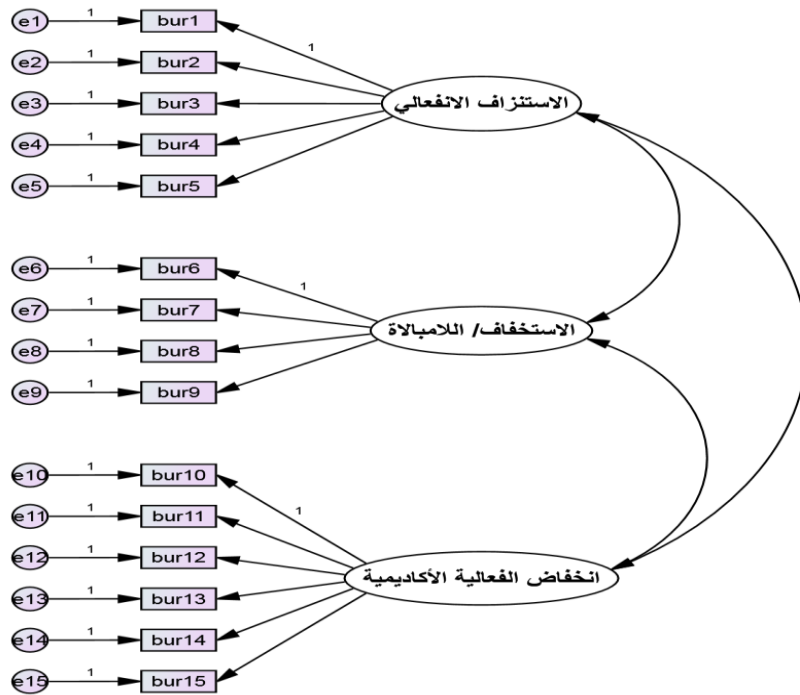 e1 1 bur1
1
e2 1 bur2
e3 1 bur3
الاستنزاف الانفعالي
e4 1 bur4
e5 1 bur5
e6 1 bur6
1
e7 1 bur7
الاستخفاف/ اللامبالاة
e8 1 bur8
e9 1 bur9
e10 1 bur10
1
e11 1 bur11
e12 1 bur12
انخفاض الفعالية الأكاديمية
e13 1 bur13
e14 1 bur14
e15 1 bur15